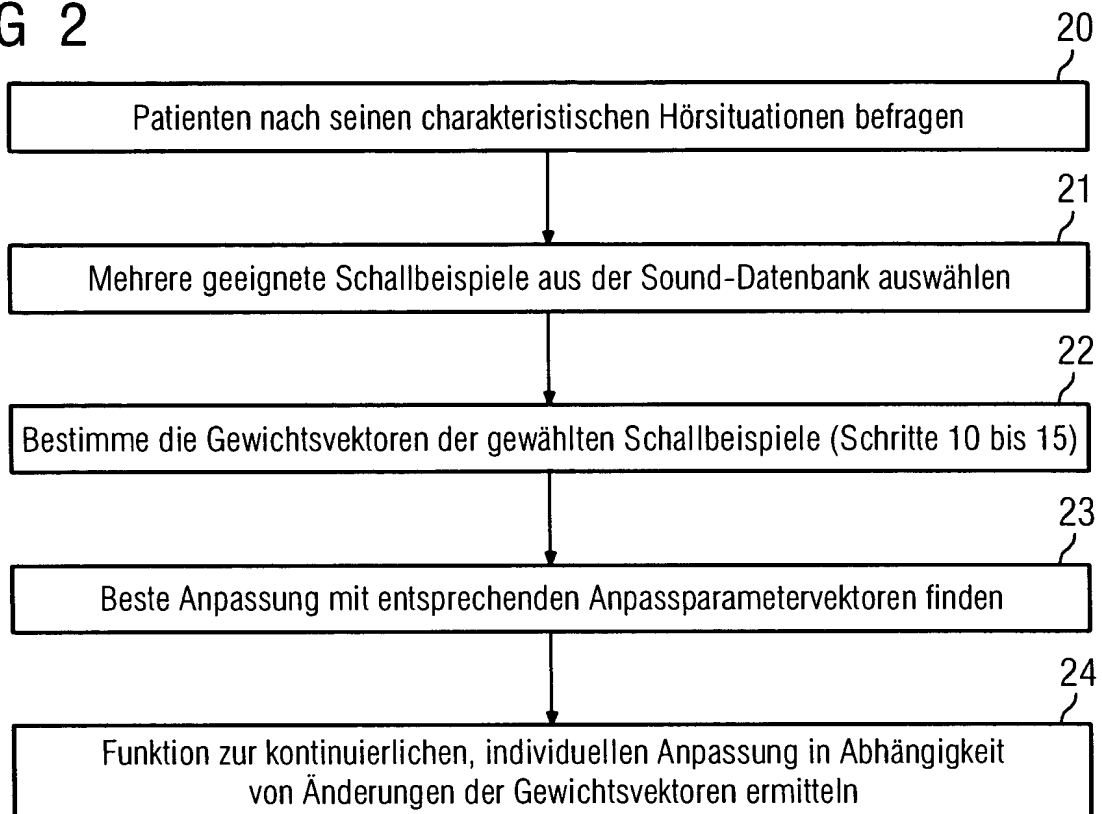 G 2
20
Patienten nach seinen charakteristischen Hörsituationen befragen
21
Mehrere geeignete Schallbeispiele aus der Sound-Datenbank auswählen
22
Bestimme die Gewichtsvektoren der gewählten Schallbeispiele (Schritte 10 bis 15)
23
Beste Anpassung mit entsprechenden Anpassparametervektoren finden
24
Funktion zur kontinuierlichen, individuellen Anpassung in Abhängigkeit
von Änderungen der Gewichtsvektoren ermitteln